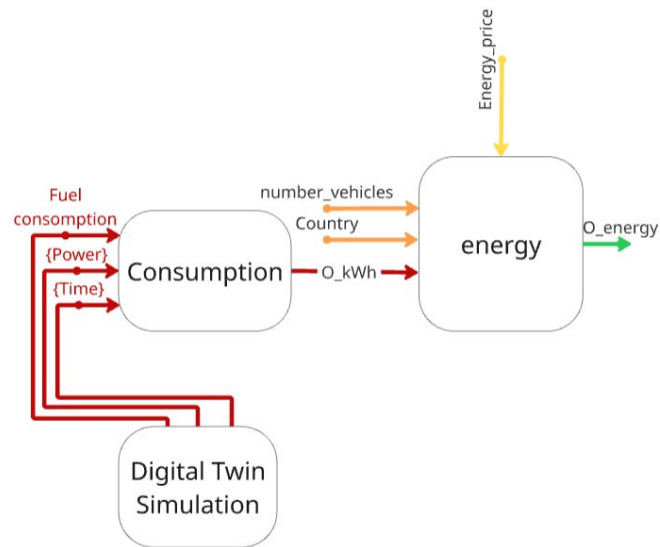 Energy_price
number_vehicles
Fuel
consumption
Country
O_energy
{Power}
energy
Consumption
O_kWh
{Time}
Digital Twin
Simulation